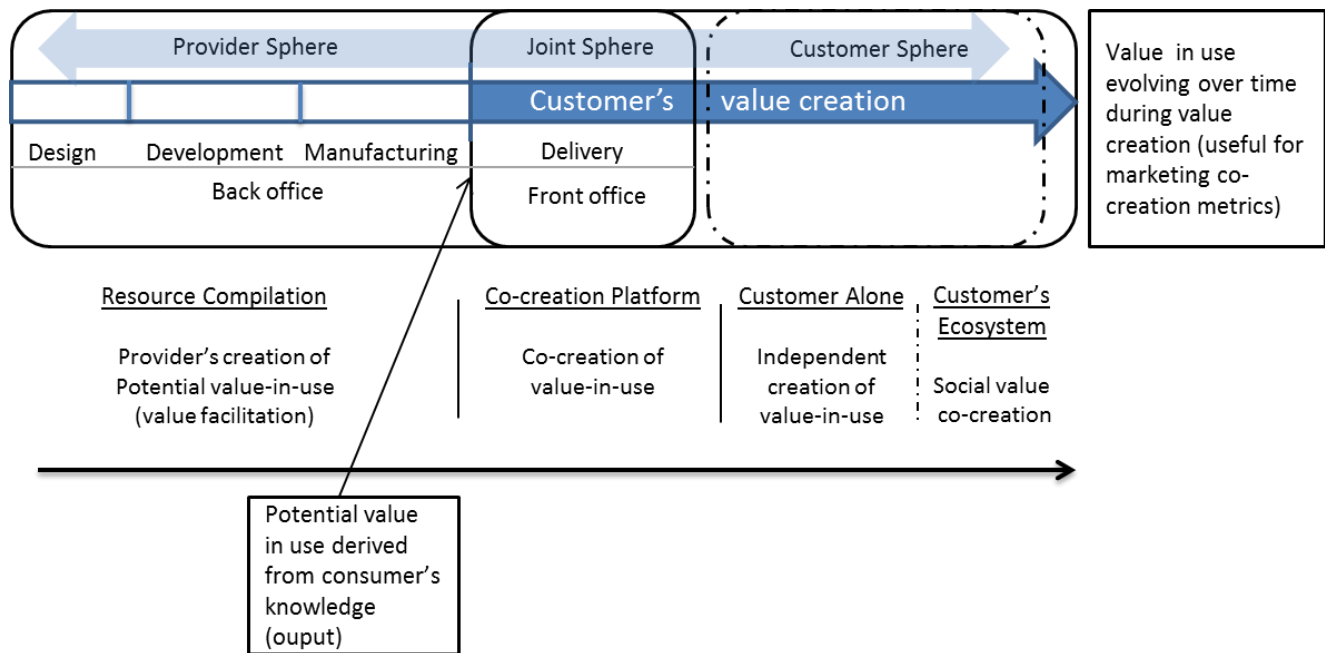 Provider Sphere
Joint Sphere
Customer Sphere
Customer's value creation
Design
Development
Manufacturing
Delivery
Back office
Front office
Value in use
evolving over time
during value
creation (useful for
marketing co-
creation metrics)
Resource Compilation
Provider's creation of
Potential value-in-use
(value facilitation)
Co-creation Platform
Co-creation of
value-in-use
Customer Alone
Independent
creation of
value-in-use
Customer's
Ecosystem
Social value
co-creation
Potential value
in use derived
from consumer's
knowledge
(ouput)